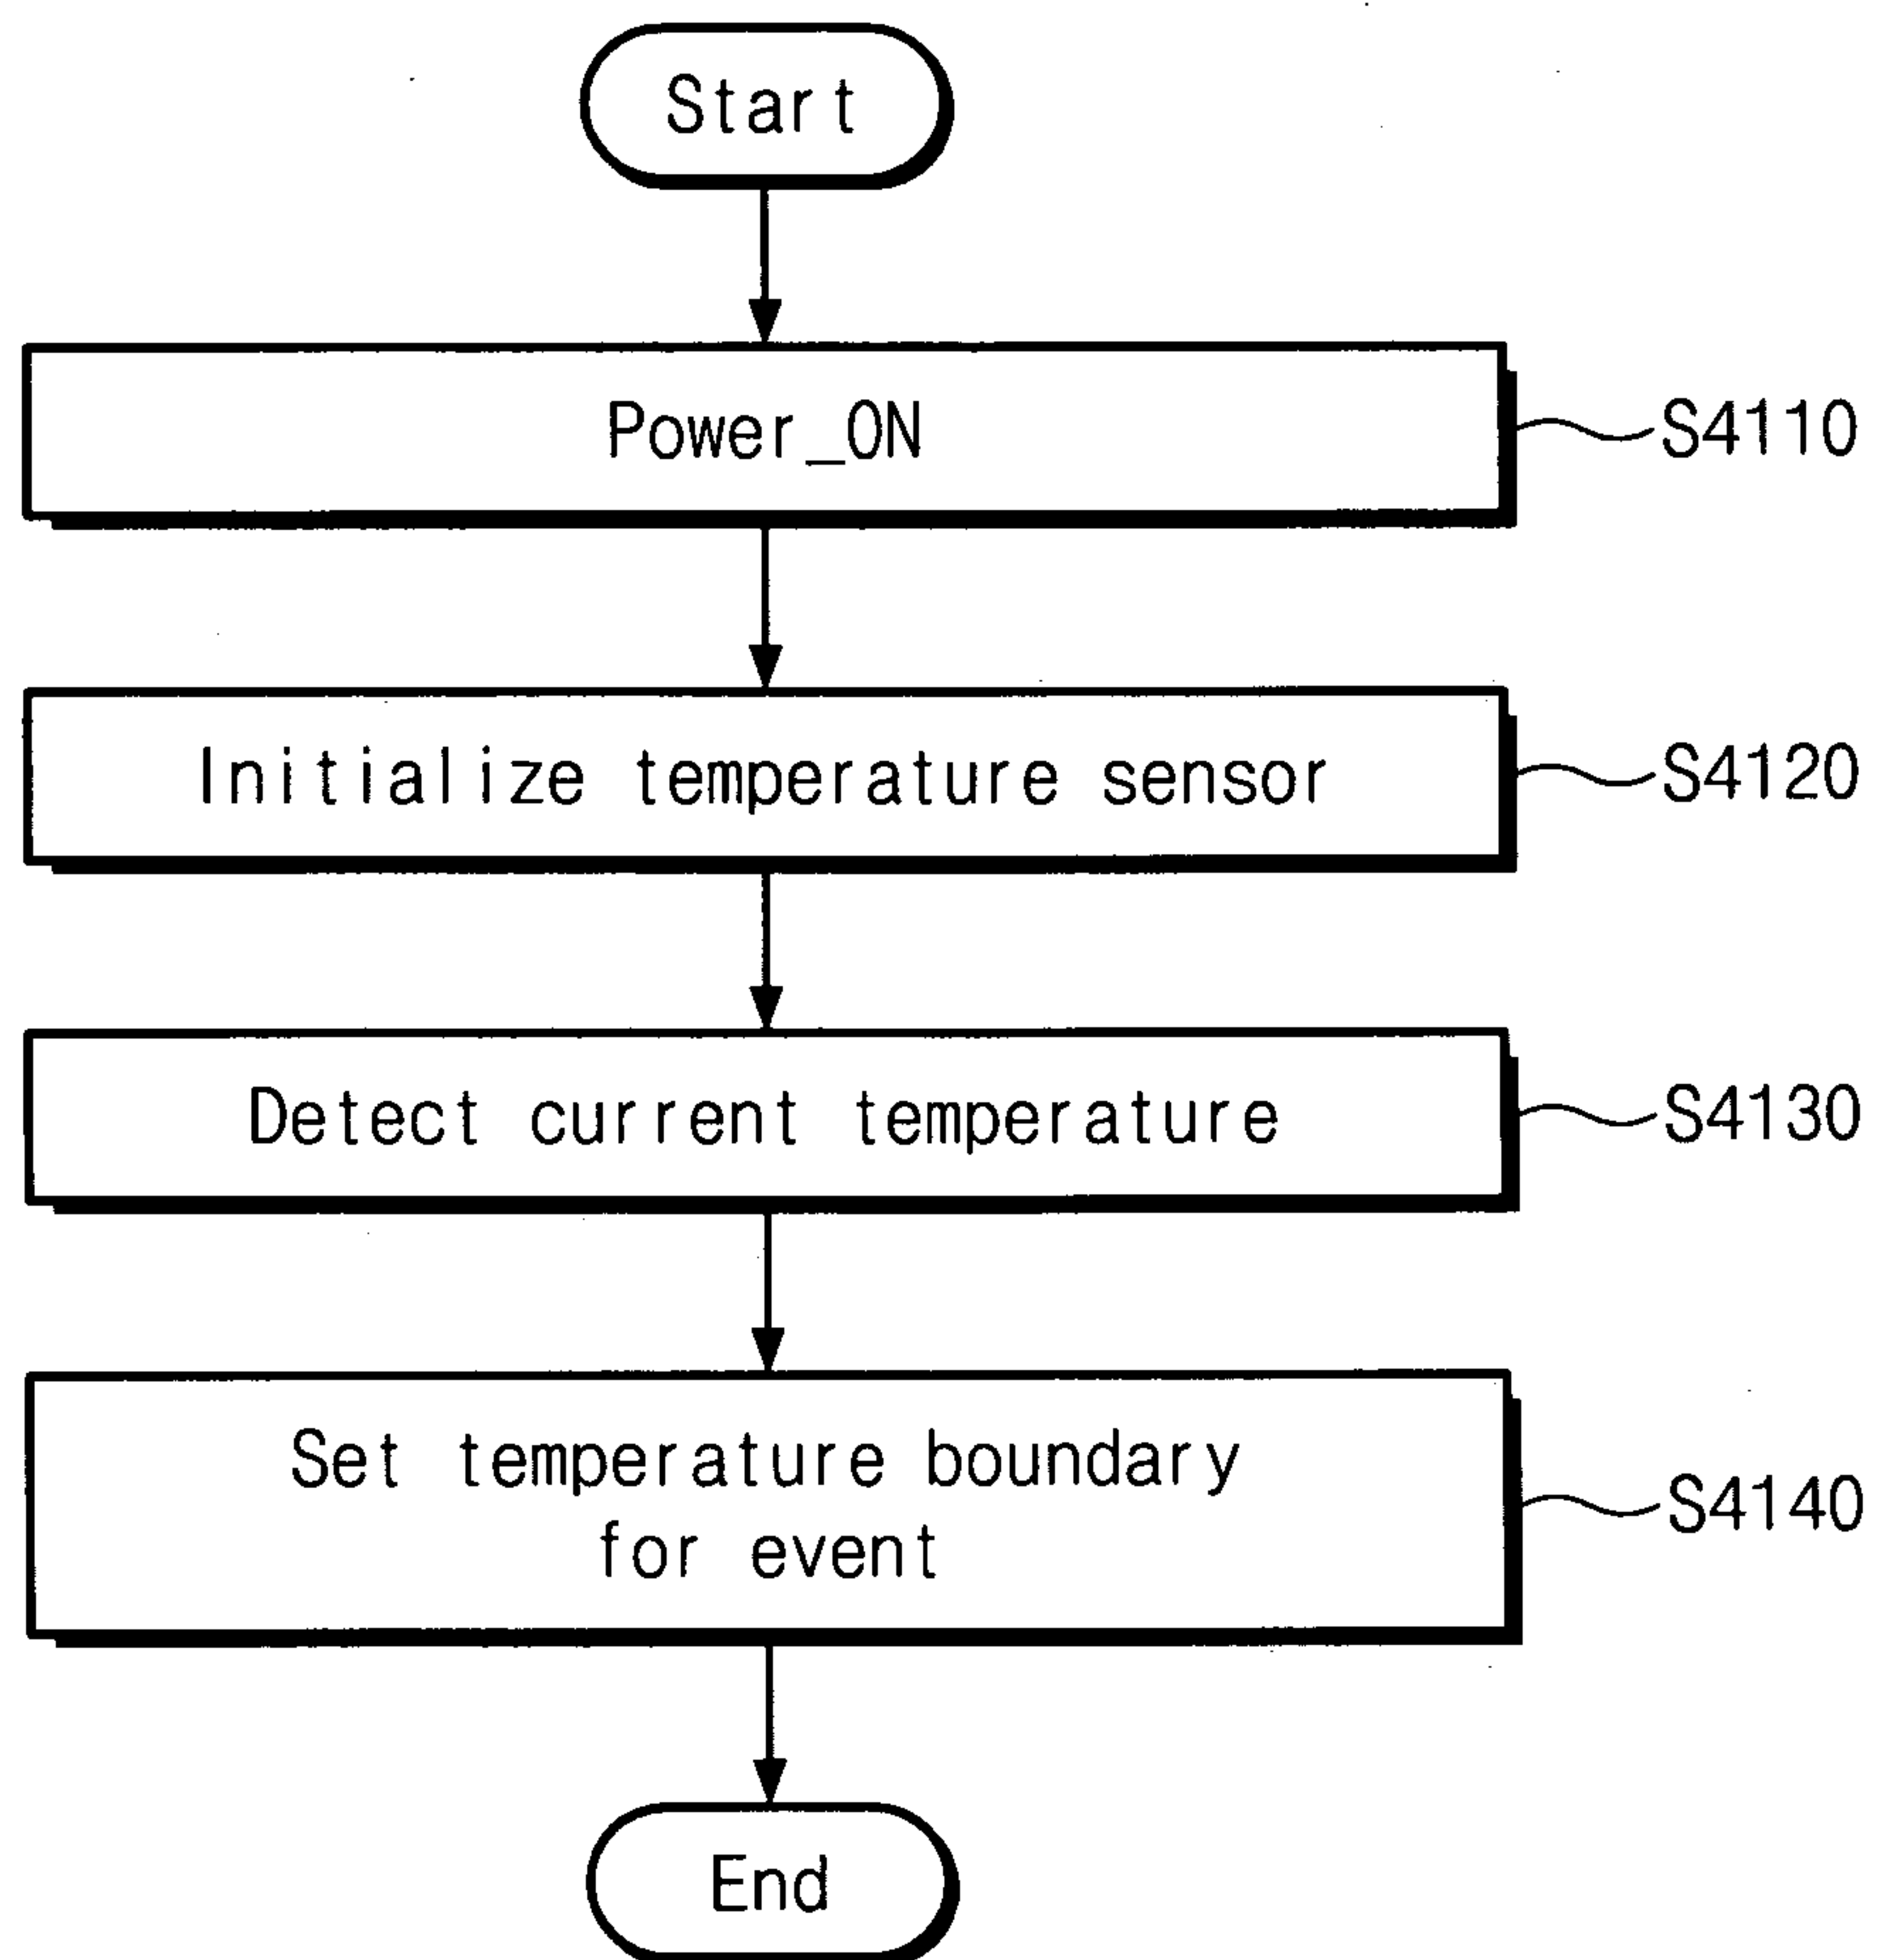 Start
Power_ON
S4110
Initialize temperature sensor
S4120
Detect current temperature
S4130
Set temperature boundary
for event
S4140
End